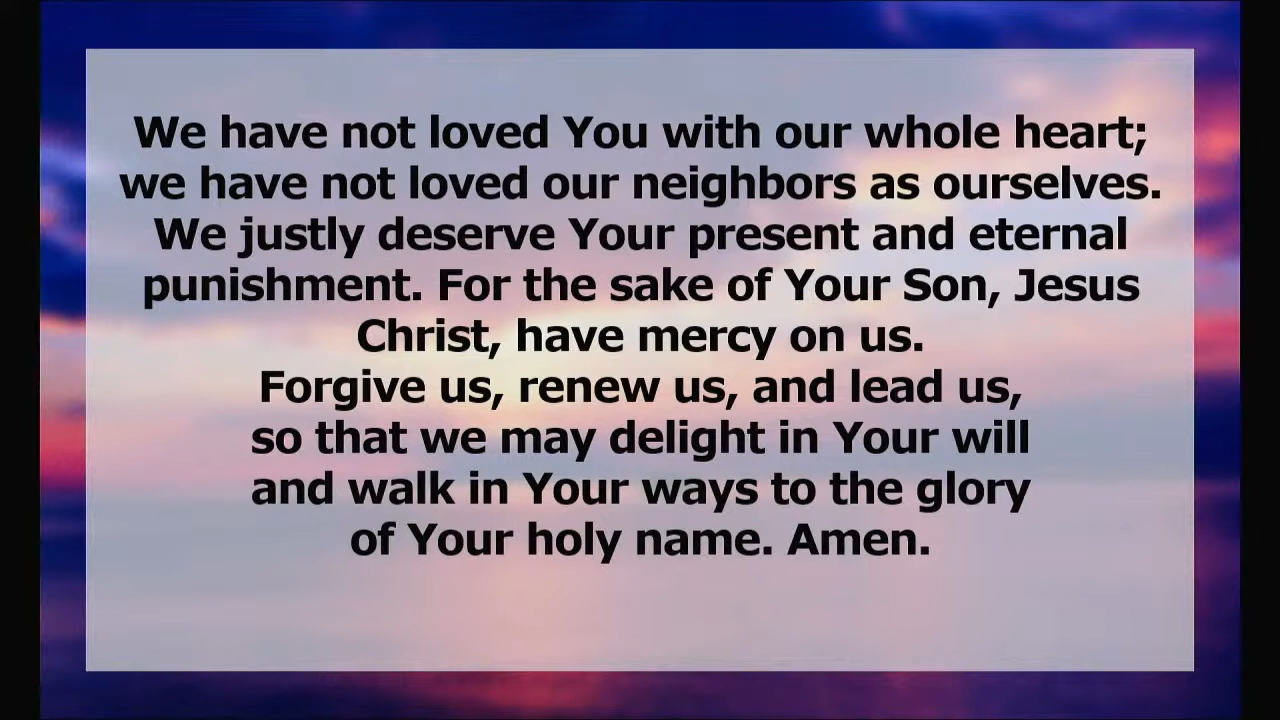 We have not loved You with our whole heart;
we have not loved our neighbors as ourselves.
We justly deserve Your present and eternal
punishment. For the sake of Your Son, Jesus
Christ, have mercy on us.
Forgive us, renew us, and lead us,
so that we may delight in Your will
and walk in Your ways to the glory
of Your holy name. Amen.